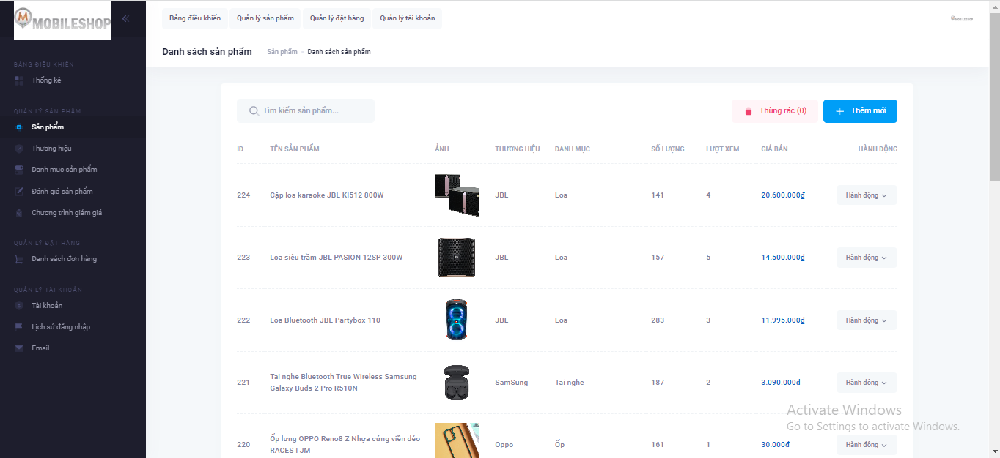 MOBILESHOP
Bảng điều khiển
Quản lý sản phẩm
Quản lý đặt hàng
Quản lý tài khoản
Danh sách sản phẩm
Sản phẩm - Danh sách sản phẩm
BẢNG ĐIỀU KHIỂN
Thống kê
QUẢN LÝ SẢN PHẨM
Sản phẩm
Thương hiệu
Danh mục sản phẩm
Đánh giá sản phẩm
Chương trình giảm giá
QUẢN LÝ ĐẶT HÀNG
Danh sách đơn hàng
QUẢN LÝ TÀI KHOẢN
Tài khoản
Lịch sử đăng nhập
Email
Tìm kiếm sản phẩm...
Thùng rác (0)
Thêm mới
ID TÊN SẢN PHẨM ẢNH THƯƠNG HIỆU DANH MỤC SỐ LƯỢNG LƯỢT XEM GIÁ BÁN HÀNH ĐỘNG
224 Cặp loa karaoke JBL KI512 800W JBL Loa 141 4 20.600.000₫ Hành động
223 Loa siêu trầm JBL PASION 12SP 300W JBL Loa 157 5 14.500.000₫ Hành động
222 Loa Bluetooth JBL Partybox 110 JBL Loa 283 3 11.995.000₫ Hành động
221 Tai nghe Bluetooth True Wireless Samsung
Galaxy Buds 2 Pro R510N SamSung Tai nghe 187 2 3.090.000₫ Hành động
220 Ốp lưng OPPO Reno8 Z Nhựa cứng viền dẻo
RACES I JM Oppo Ốp 161 1 30.000₫ Hành động
Activate Windows
Go to Settings to activate Windows.